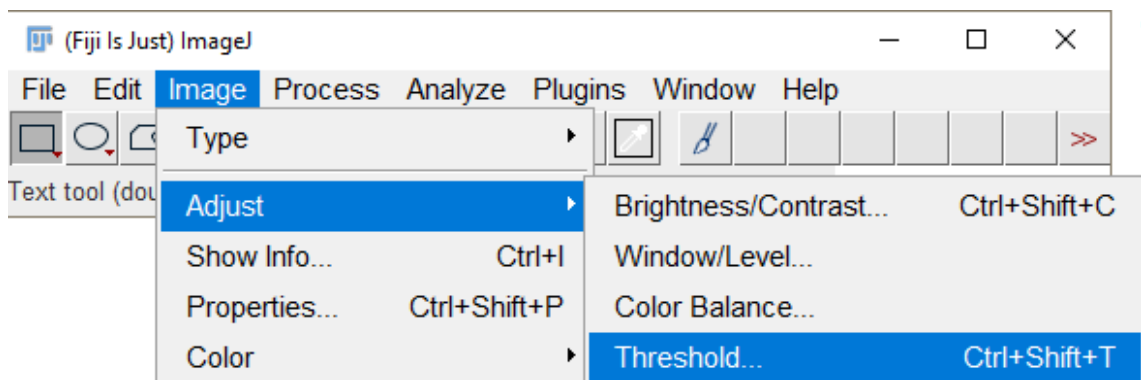 (Fiji Is Just) ImageJ
File Edit Image Process Analyze Plugins Window Help
Type
>>
Text tool (dou
Adjust
Brightness/Contrast... Ctrl+Shift+C
Show Info... Ctrl+I
Window/Level...
Properties... Ctrl+Shift+P
Color Balance...
Color
Threshold... Ctrl+Shift+T